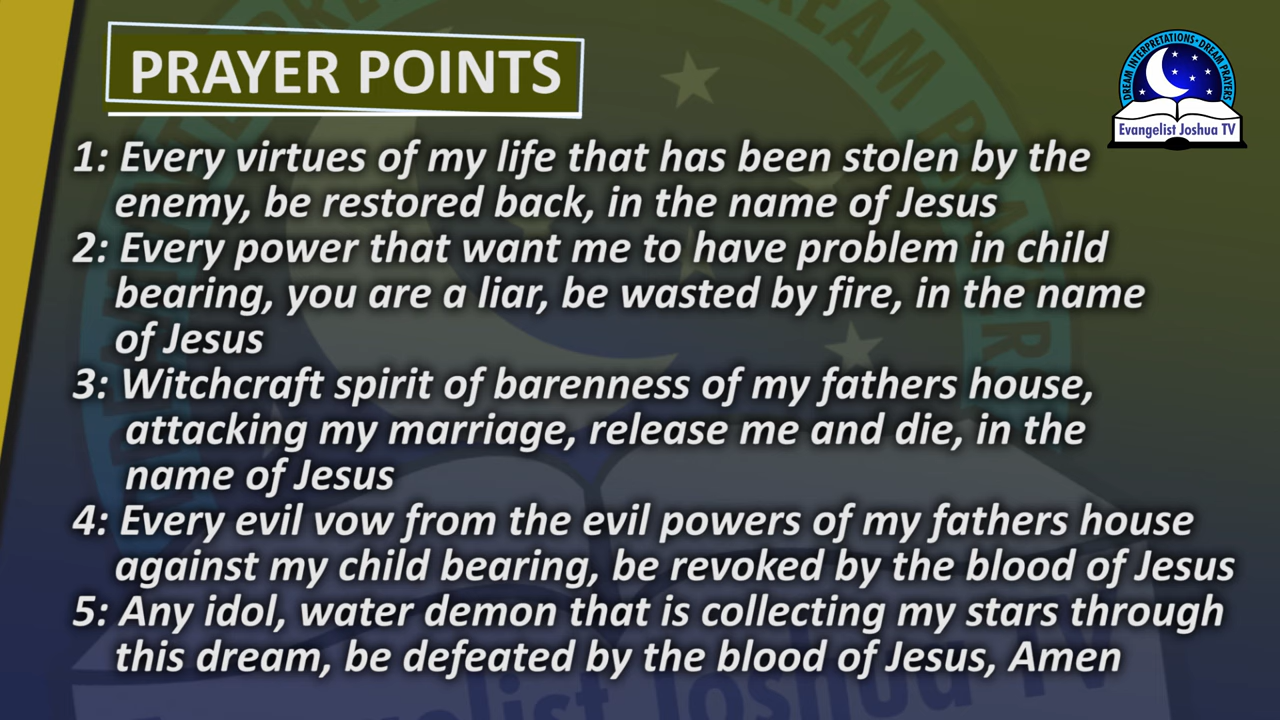 PRAYER POINTS
DREAM INTERPRETATIONS · DREAM PRAYERS
Evangelist Joshua TV
1: Every virtues of my life that has been stolen by the
enemy, be restored back, in the name of Jesus
2: Every power that want me to have problem in child
bearing, you are a liar, be wasted by fire, in the name
of Jesus
3: Witchcraft spirit of barenness of my fathers house,
attacking my marriage, release me and die, in the
name of Jesus
4: Every evil vow from the evil powers of my fathers house
against my child bearing, be revoked by the blood of Jesus
5: Any idol, water demon that is collecting my stars through
this dream, be defeated by the blood of Jesus, Amen